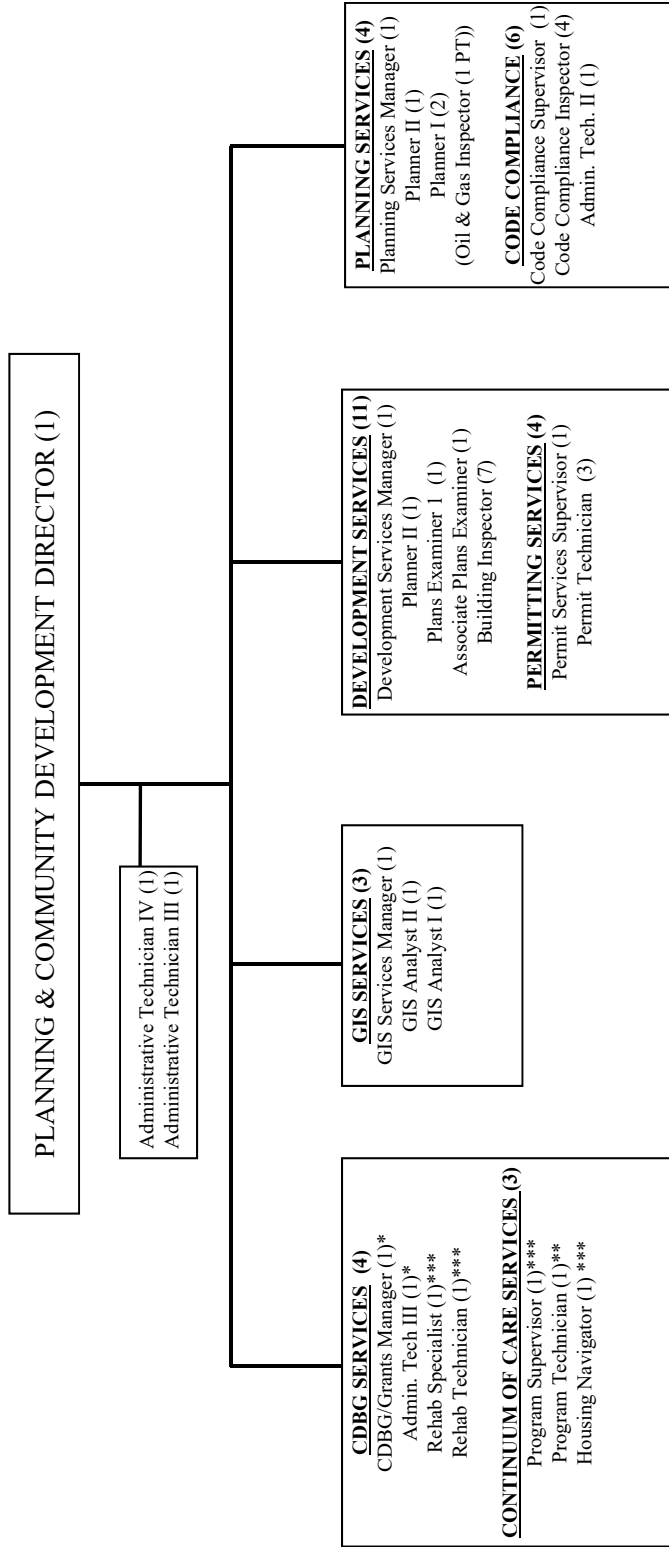 PLANNING & COMMUNITY DEVELOPMENT DIRECTOR (1)
Administrative Technician IV (1)
Administrative Technician III (1)
CDBG SERVICES (4)
CDBG/Grants Manager (1)*
Admin. Tech III (1)*
Rehab Specialist (1)***
Rehab Technician (1)***
CONTINUUM OF CARE SERVICES (3)
Program Supervisor (1)***
Program Technician (1)**
Housing Navigator (1) ***
GIS SERVICES (3)
GIS Services Manager (1)
GIS Analyst II (1)
GIS Analyst I (1)
DEVELOPMENT SERVICES (11)
Development Services Manager (1)
Planner II (1)
Plans Examiner 1 (1)
Associate Plans Examiner (1)
Building Inspector (7)
PERMITTING SERVICES (4)
Permit Services Supervisor (1)
Permit Technician (3)
PLANNING SERVICES (4)
Planning Services Manager (1)
Planner II (1)
Planner I (2)
(Oil & Gas Inspector (1 PT))
CODE COMPLIANCE (6)
Code Compliance Supervisor (1)
Code Compliance Inspector (4)
Admin. Tech. II (1)